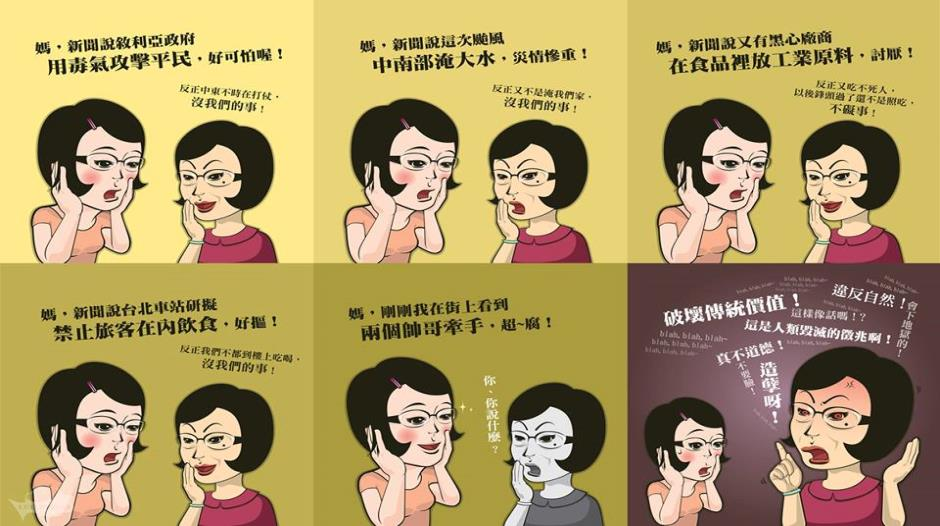 媽，新聞說敘利亞政府
用毒氣攻擊平民，好可怕喔！
反正中東不時在打仗，
沒我們的事！
媽，新聞說這次颱風
中南部淹大水，災情慘重！
反正又不是淹我們家，
沒我們的事！
媽，新聞說又有黑心廠商
在食品裡放工業原料，討厭！
反正又吃不死人，
以後鋒頭過了還不是照吃，
不礙事！
媽，新聞說台北車站研擬
禁止旅客在內飲食，好摳！
反正我們不都到樓上吃喝，
沒我們的事！
媽，剛剛我在街上看到
兩個帥哥牽手，超~腐！
你、你說什麼？
blah, blah, blah~
blah, blah, blah~
blah, blah, blah~
破壞傳統價值！
違反自然！
會下地獄的！
這樣像話嗎！？
這是人類毀滅的徵兆啊！
blah, blah, blah~
blah, blah, blah~
blah, blah, blah~
真不道德！
不要臉！
造孽呀！